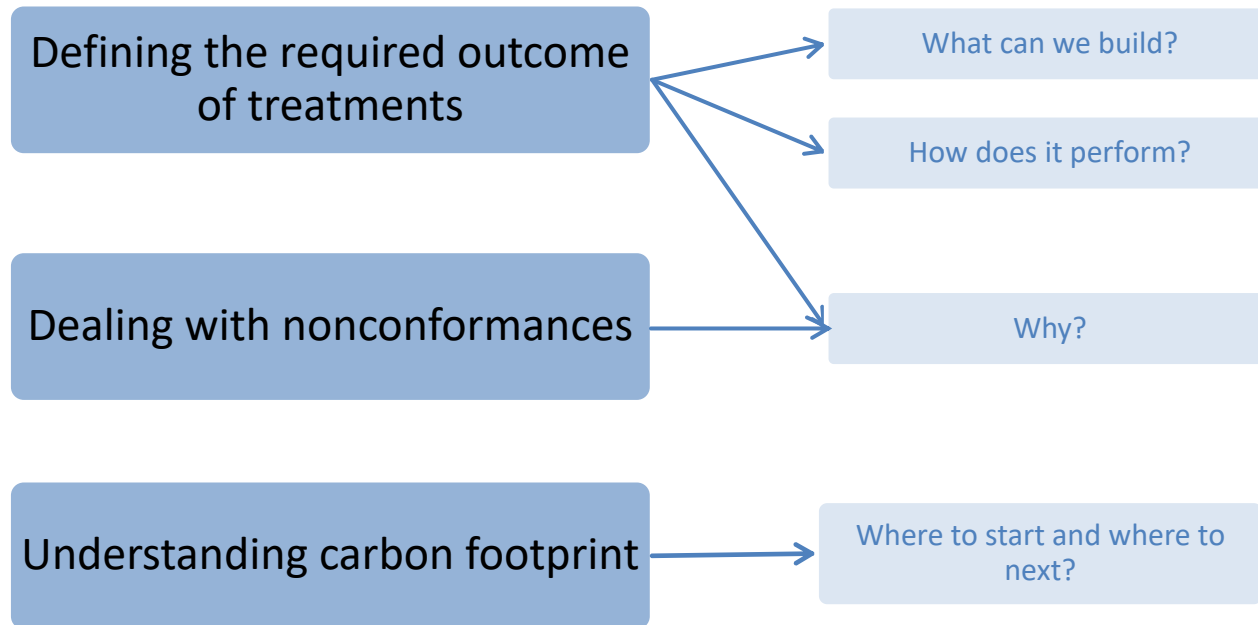 Defining the required outcome
of treatments
What can we build?
How does it perform?
Dealing with nonconformances
Why?
Understanding carbon footprint
Where to start and where to
next?